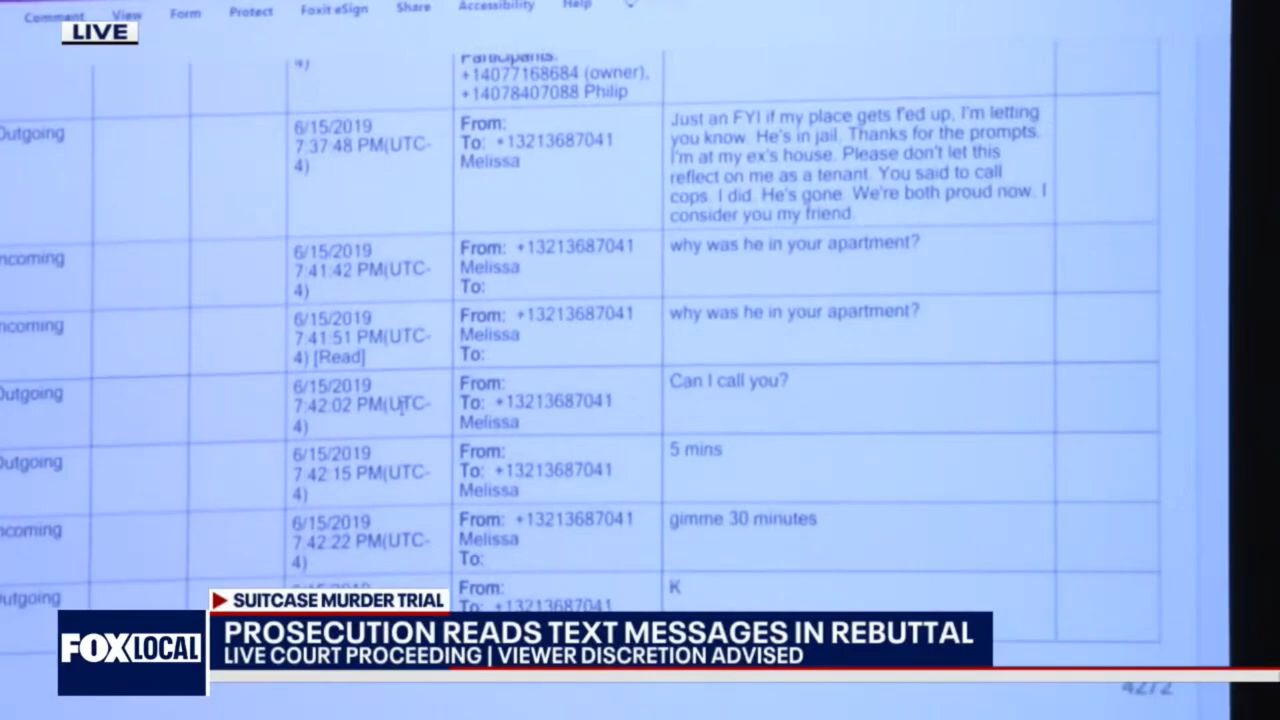 Comment View Form Protect Foxit eSign Share Accessibility Help
LIVE
4)
Participants:
+14077168684 (owner),
+14078407088 Philip
Outgoing
6/15/2019
7:37:48 PM(UTC-
4)
From:
To: +13213687041
Melissa
Just an FYI if my place gets f'ed up, I'm letting
you know. He's in jail. Thanks for the prompts.
I'm at my ex's house. Please don't let this
reflect on me as a tenant. You said to call
cops. I did. He's gone. We're both proud now. I
consider you my friend.
ncoming
6/15/2019
7:41:42 PM(UTC-
4)
From: +13213687041
Melissa
To:
why was he in your apartment?
ncoming
6/15/2019
7:41:51 PM(UTC-
4) [Read]
From: +13213687041
Melissa
To:
why was he in your apartment?
Outgoing
6/15/2019
7:42:02 PM(UTC-
4)
From:
To: +13213687041
Melissa
Can I call you?
Outgoing
6/15/2019
7:42:15 PM(UTC-
4)
From:
To: +13213687041
Melissa
5 mins
ncoming
6/15/2019
7:42:22 PM(UTC-
4)
From: +13213687041
Melissa
To:
gimme 30 minutes
utgoing
6/15/2019
From:
To: +13213687041
K
SUITCASE MURDER TRIAL
FOX LOCAL
PROSECUTION READS TEXT MESSAGES IN REBUTTAL
LIVE COURT PROCEEDING | VIEWER DISCRETION ADVISED